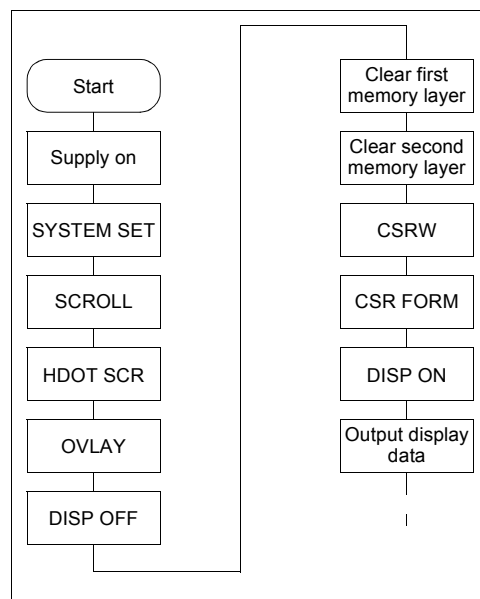 Start
Supply on
SYSTEM SET
SCROLL
HDOT SCR
OVLAY
DISP OFF
Clear first
memory layer
Clear second
memory layer
CSRW
CSR FORM
DISP ON
Output display
data